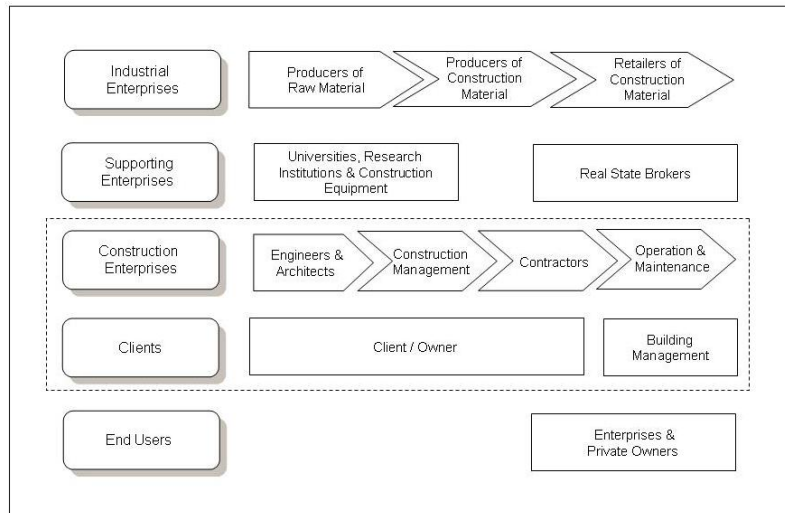 Industrial
Enterprises
Producers of
Raw Material
Producers of
Construction
Material
Retailers of
Construction
Material
Supporting
Enterprises
Universities, Research
Institutions & Construction
Equipment
Real State Brokers
Construction
Enterprises
Engineers &
Architects
Construction
Management
Contractors
Operation &
Maintenance
Clients
Client / Owner
Building
Management
End Users
Enterprises &
Private Owners